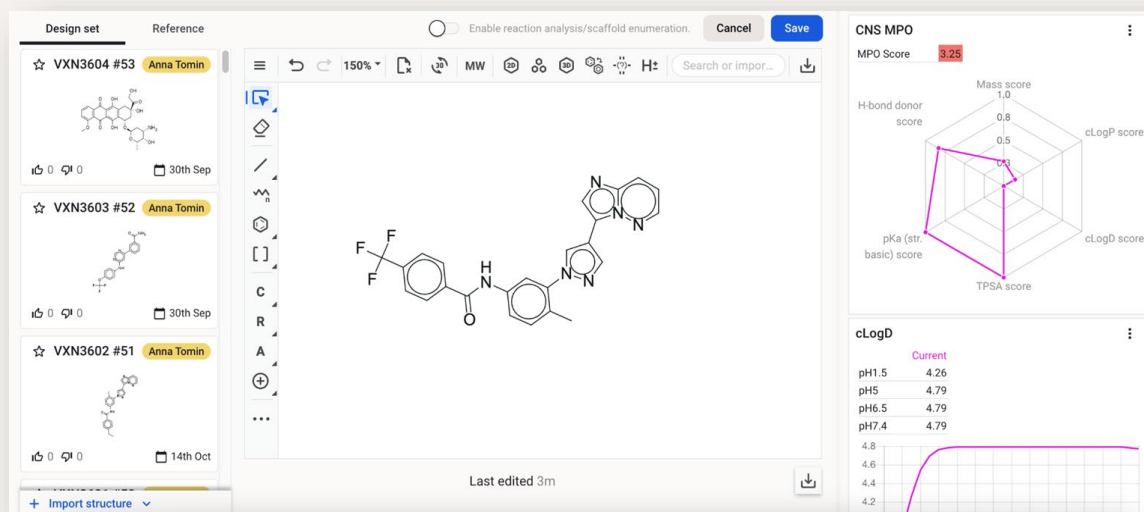 Design set
Reference
Enable reaction analysis/scaffold enumeration.
Cancel
Save
VXN3604 #53
Anna Tomin
0 0
30th Sep
VXN3603 #52
Anna Tomin
0 0
30th Sep
VXN3602 #51
Anna Tomin
0 0
14th Oct
+ Import structure
150%
3D
MW
2D
3D
H±
Search or impor...
n
C
R
A
N
N
N
N
N
H
N
O
F
F
F
Last edited 3m
CNS MPO
MPO Score 3.25
Mass score
1.0
0.8
0.5
0.3
H-bond donor
score
cLogP score
pKa (str.
basic) score
cLogD score
TPSA score
cLogD
Current
pH1.5 4.26
pH5 4.79
pH6.5 4.79
pH7.4 4.79
4.8
4.6
4.4
4.2